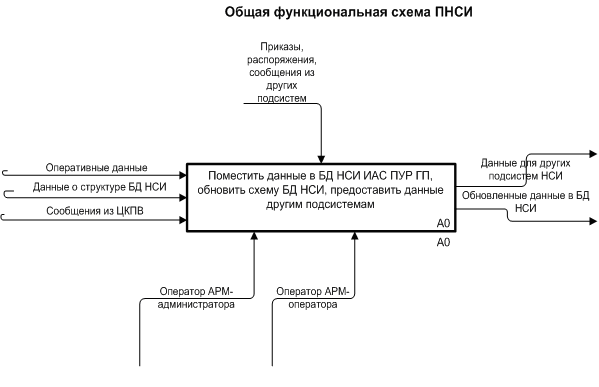 Общая функциональная схема ПНСИ
Приказы,
распоряжения,
сообщения из
других
подсистем
Оперативные данные
Данные о структуре БД НСИ
Сообщения из ЦКПВ
Поместить данные в БД НСИ ИАС ПУР ГП,
обновить схему БД НСИ, предоставить данные
другим подсистемам
A0
A0
Данные для других
подсистем НСИ
Обновленные данные в БД
НСИ
Оператор АРМ-
администратора
Оператор АРМ-
оператора